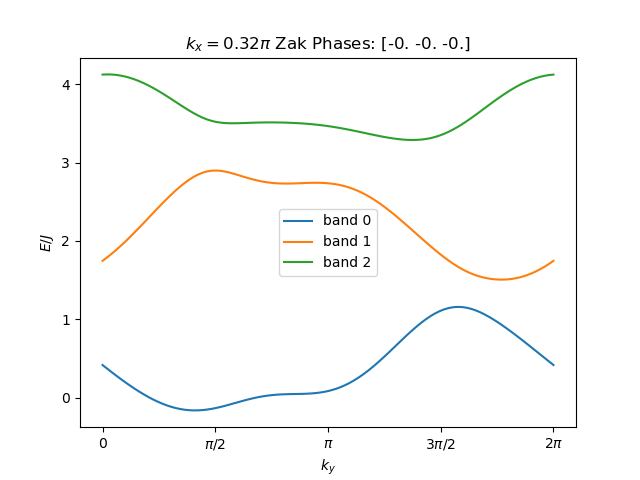 $k_x = 0.32\pi$ Zak Phases: [-0. -0. -0.]
E/J
4
3
2
1
0
band 0
band 1
band 2
0 π/2 π 3π/2 2π
$k_y$